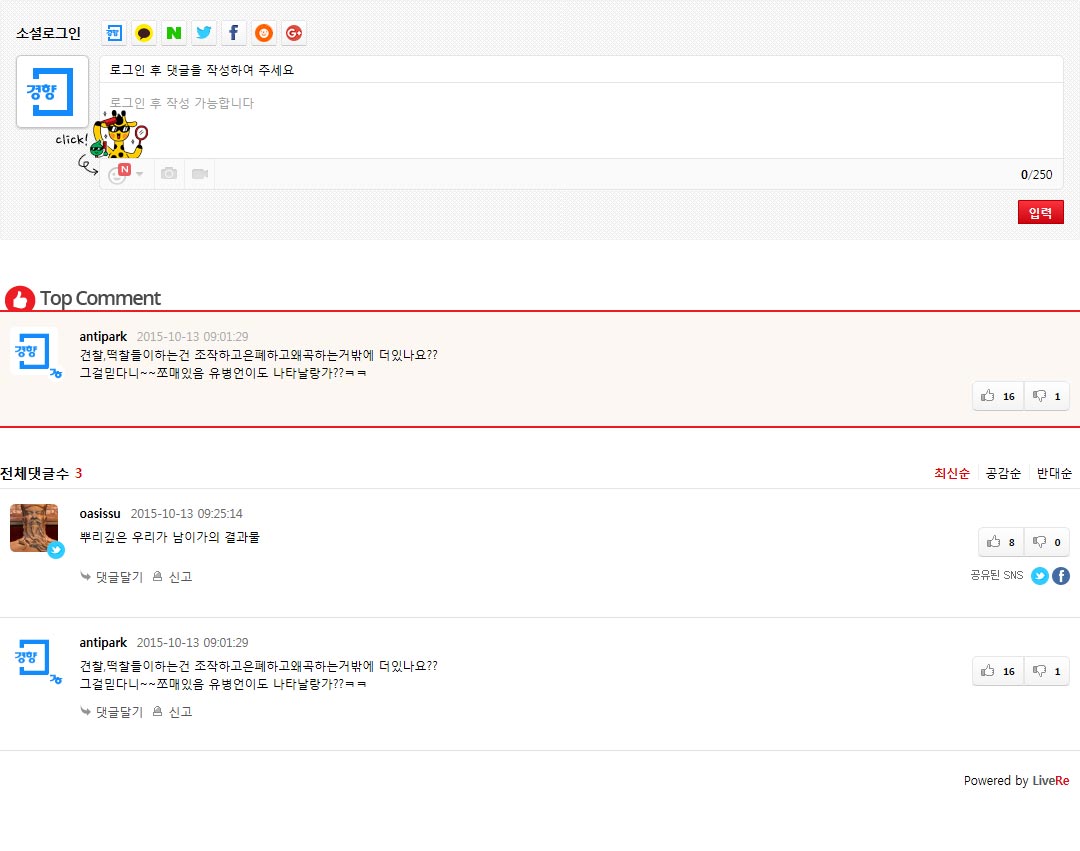 소셜로그인
경향
로그인 후 댓글을 작성하여 주세요
로그인 후 작성 가능합니다
click!
N
0/250
입력
Top Comment
경향
antipark 2015-10-13 09:01:29
견찰,떡찰들이하는건 조작하고은폐하고왜곡하는거밖에 더있나요??
그걸믿다니~~쪼매있음 유병언이도 나타날랑가??ㅋㅋ
16 1
전체댓글수 3
최신순 공감순 반대순
oasissu 2015-10-13 09:25:14
뿌리깊은 우리가 남이가의 결과물
8 0
댓글달기 신고
공유된 SNS
경향
antipark 2015-10-13 09:01:29
견찰,떡찰들이하는건 조작하고은폐하고왜곡하는거밖에 더있나요??
그걸믿다니~~쪼매있음 유병언이도 나타날랑가??ㅋㅋ
16 1
댓글달기 신고
Powered by LiveRe